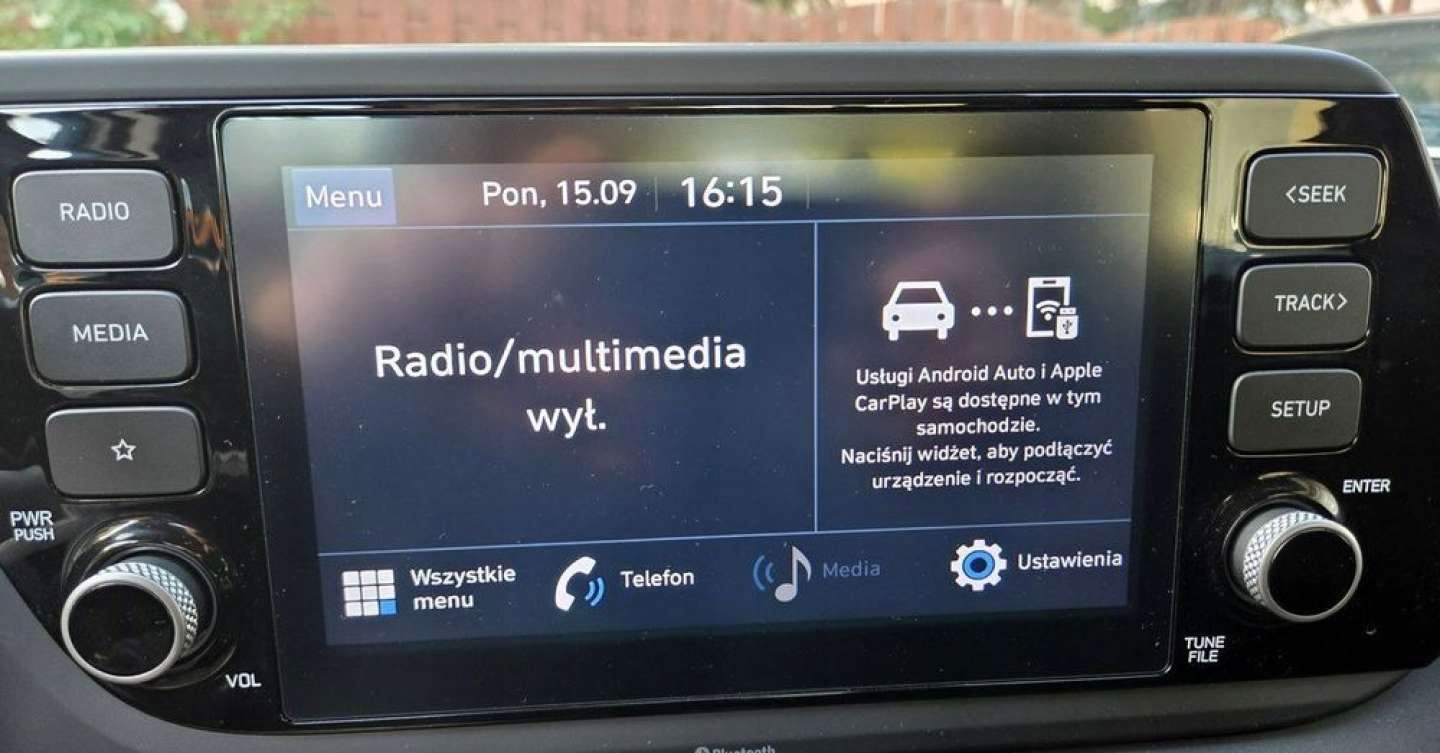 RADIO
MEDIA
PWR
PUSH
VOL
Menu
Pon, 15.09
16:15
Radio/multimedia
wył.
Usługi Android Auto i Apple
CarPlay są dostępne w tym
samochodzie.
Naciśnij widżet, aby podłączyć
urządzenie i rozpocząć.
Wszystkie
menu
Telefon
Media
Ustawienia
<SEEK
TRACK>
SETUP
ENTER
TUNE
FILE
Bluetooth